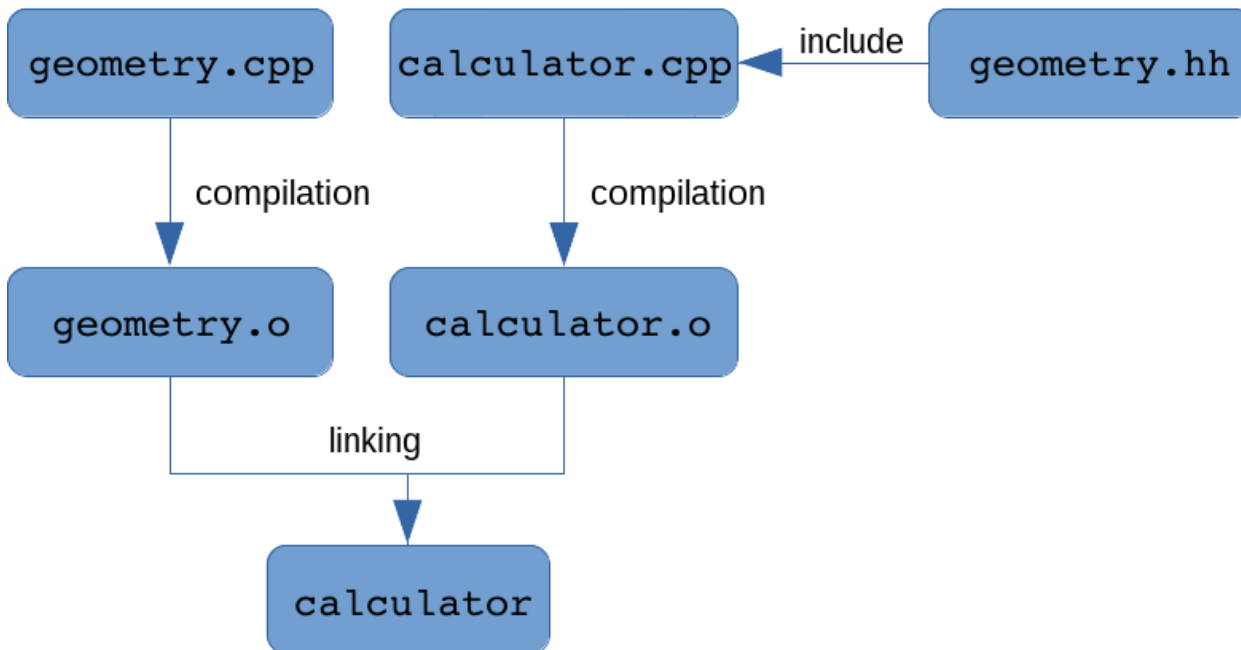 geometry.cpp
calculator.cpp
include
geometry.hh
compilation
compilation
geometry.o
calculator.o
linking
calculator